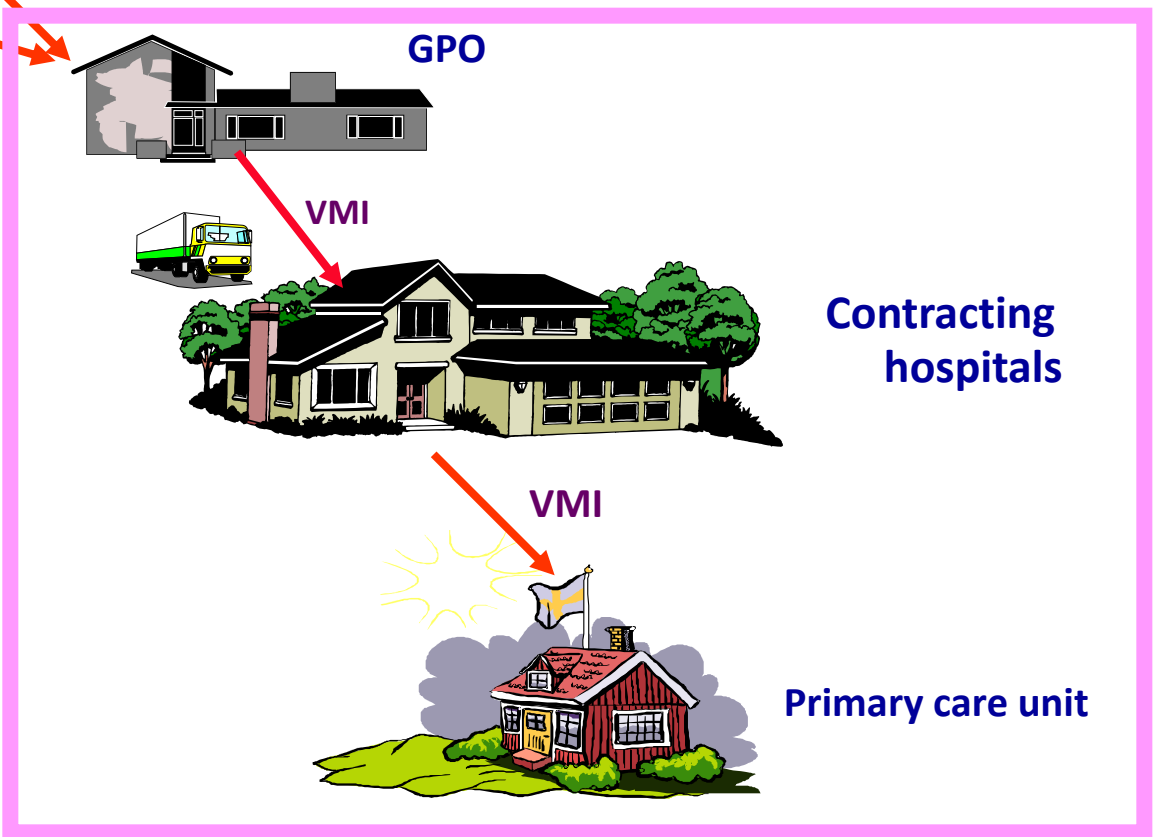 GPO
VMI
Contracting
hospitals
VMI
Primary care unit